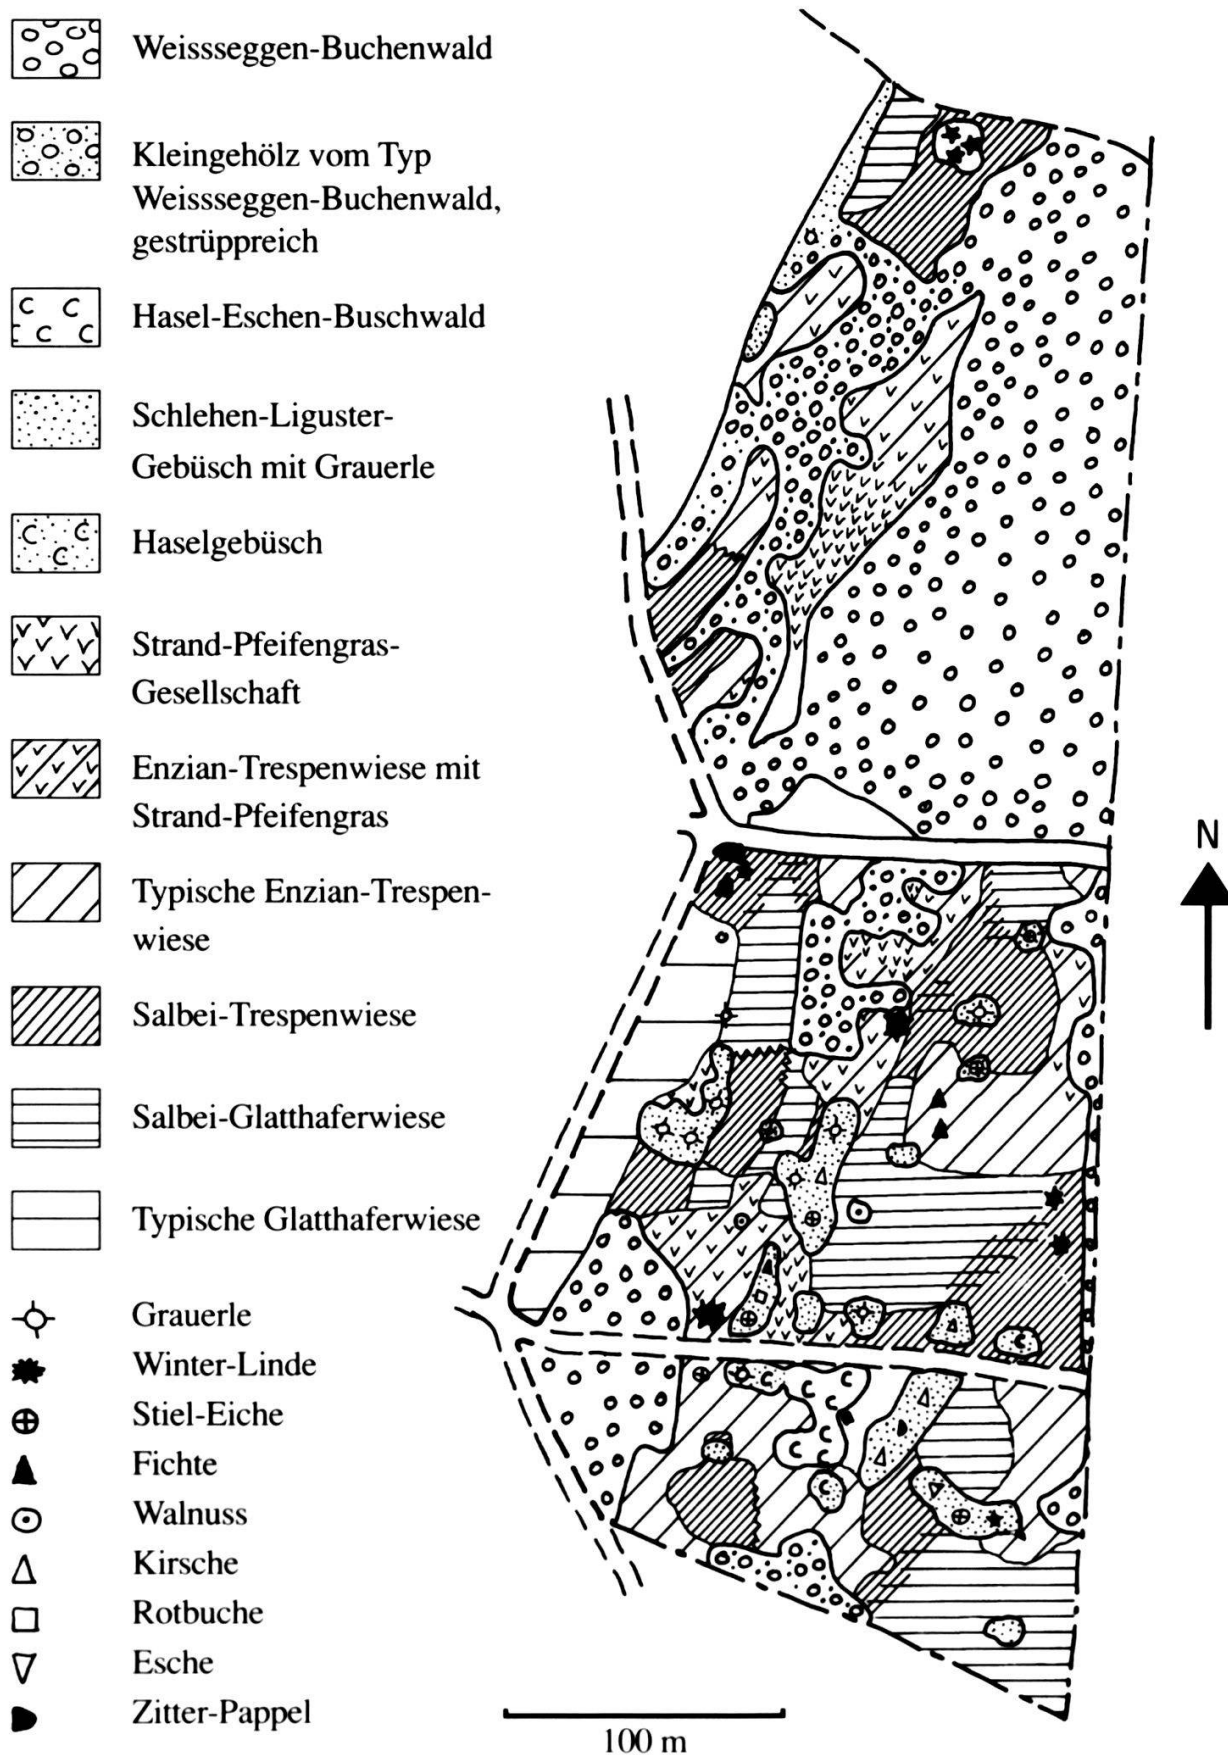 Weissseggen-Buchenwald
Kleingehölz vom Typ
Weissseggen-Buchenwald,
gestrüppreich
Hasel-Eschen-Buschwald
Schlehen-Liguster-
Gebüsch mit Grauerle
Haselgebüsch
Strand-Pfeifengras-
Gesellschaft
Enzian-Trespenwiese mit
Strand-Pfeifengras
Typische Enzian-Trespen-
wiese
Salbei-Trespenwiese
Salbei-Glatthaferwiese
Typische Glatthaferwiese
Grauerle
Winter-Linde
Stiel-Eiche
Fichte
Walnuss
Kirsche
Rotbuche
Esche
Zitter-Pappel
N
100 m